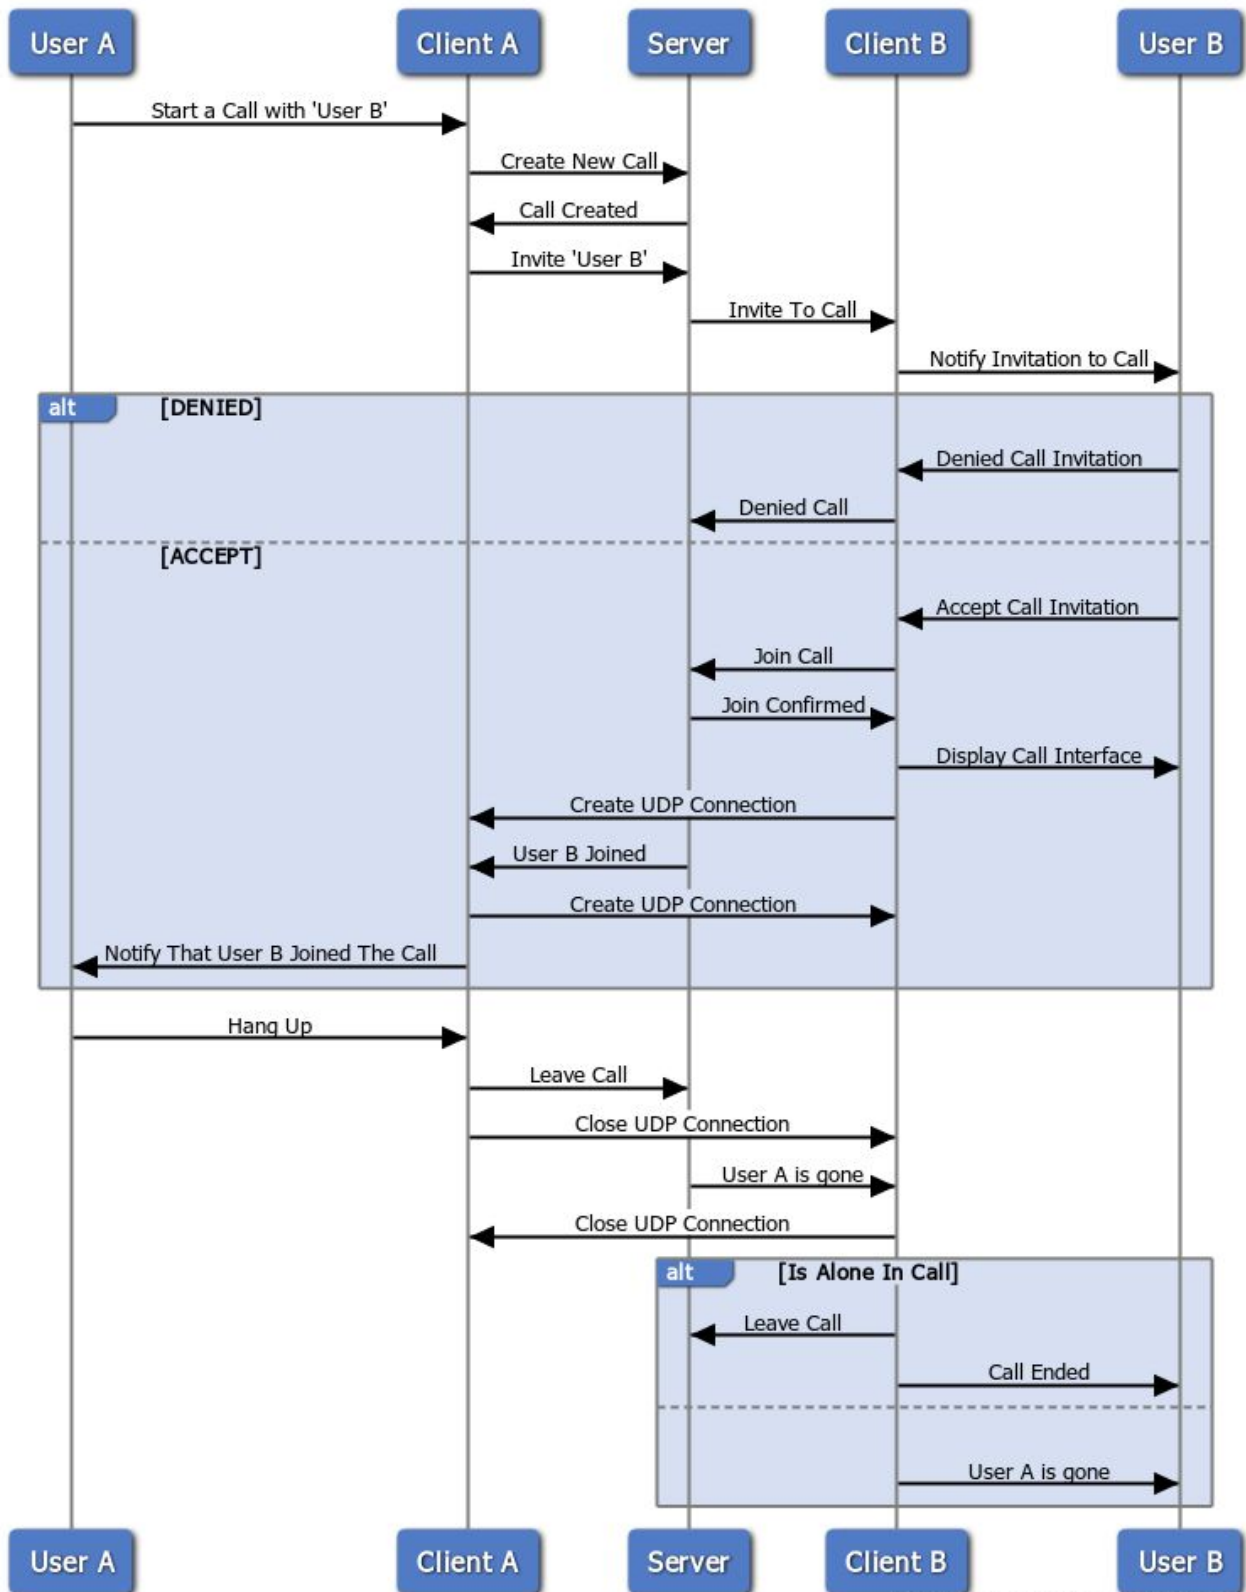 User A Client A Server Client B User B
Start a Call with 'User B'
Create New Call
Call Created
Invite 'User B'
Invite To Call
Notify Invitation to Call
alt [DENIED]
Denied Call Invitation
Denied Call
[ACCEPT]
Accept Call Invitation
Join Call
Join Confirmed
Display Call Interface
Create UDP Connection
User B Joined
Create UDP Connection
Notify That User B Joined The Call
Hang Up
Leave Call
Close UDP Connection
User A is gone
Close UDP Connection
alt [Is Alone In Call]
Leave Call
Call Ended
User A is gone
User A Client A Server Client B User B